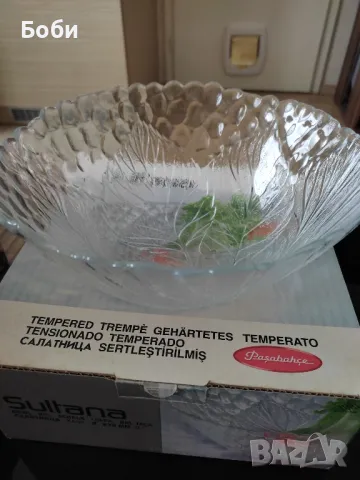 Боби
TEMPERED TREMPÉ GEHÄRTETES TEMPERATO
TENSIONADO TEMPERADO
САЛАТНИЦА SERTLEŞTİRİLMİŞ
Paşabahçe
Sultana
BAZAR